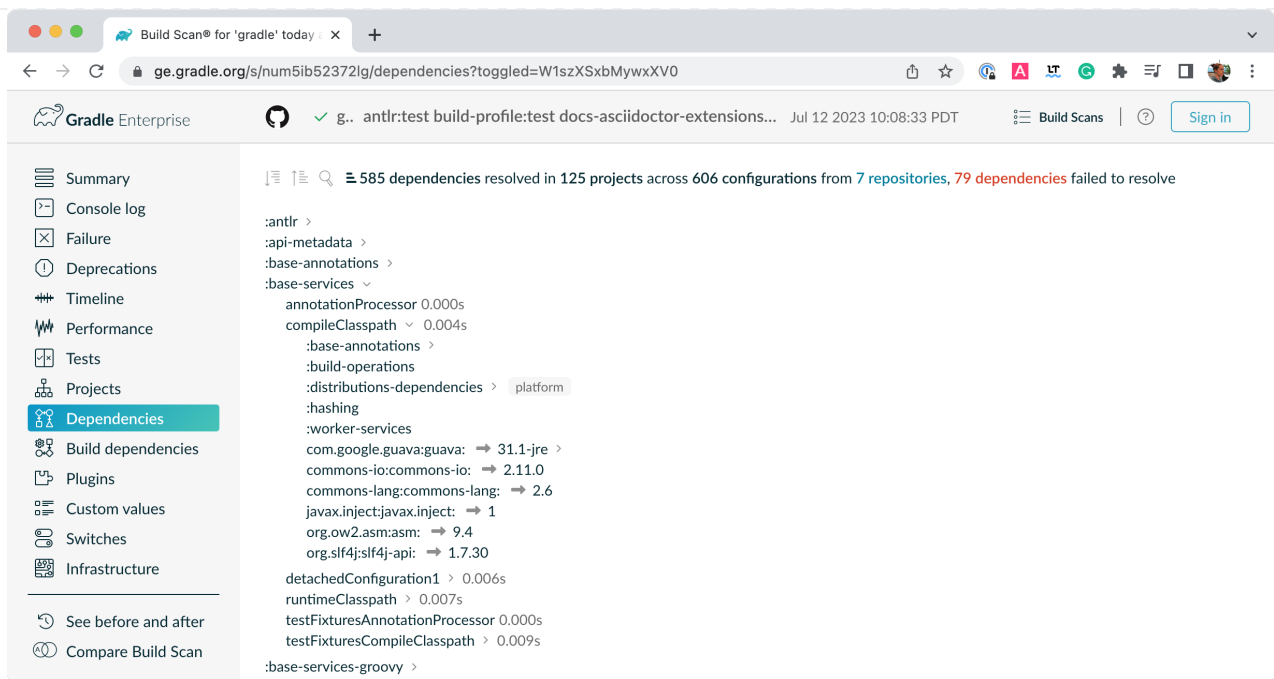 Build Scan® for 'gradle' today a
ge.gradle.org/s/num5ib52372lg/dependencies?toggled=W1szXSxbMywxXV0
Gradle Enterprise
g.. antlr:test build-profile:test docs-asciidoctor-extensions... Jul 12 2023 10:08:33 PDT
Build Scans
Sign in
Summary
Console log
Failure
Deprecations
Timeline
Performance
Tests
Projects
Dependencies
Build dependencies
Plugins
Custom values
Switches
Infrastructure
See before and after
Compare Build Scan
585 dependencies resolved in 125 projects across 606 configurations from 7 repositories, 79 dependencies failed to resolve
:antlr
:api-metadata
:base-annotations
:base-services
annotationProcessor 0.000s
compileClasspath 0.004s
:base-annotations
:build-operations
:distributions-dependencies platform
:hashing
:worker-services
com.google.guava:guava: → 31.1-jre
commons-io:commons-io: → 2.11.0
commons-lang:commons-lang: → 2.6
javax.inject:javax.inject: → 1
org.ow2.asm:asm: → 9.4
org.slf4j:slf4j-api: → 1.7.30
detachedConfiguration1 0.006s
runtimeClasspath 0.007s
testFixturesAnnotationProcessor 0.000s
testFixturesCompileClasspath 0.009s
:base-services-groovy